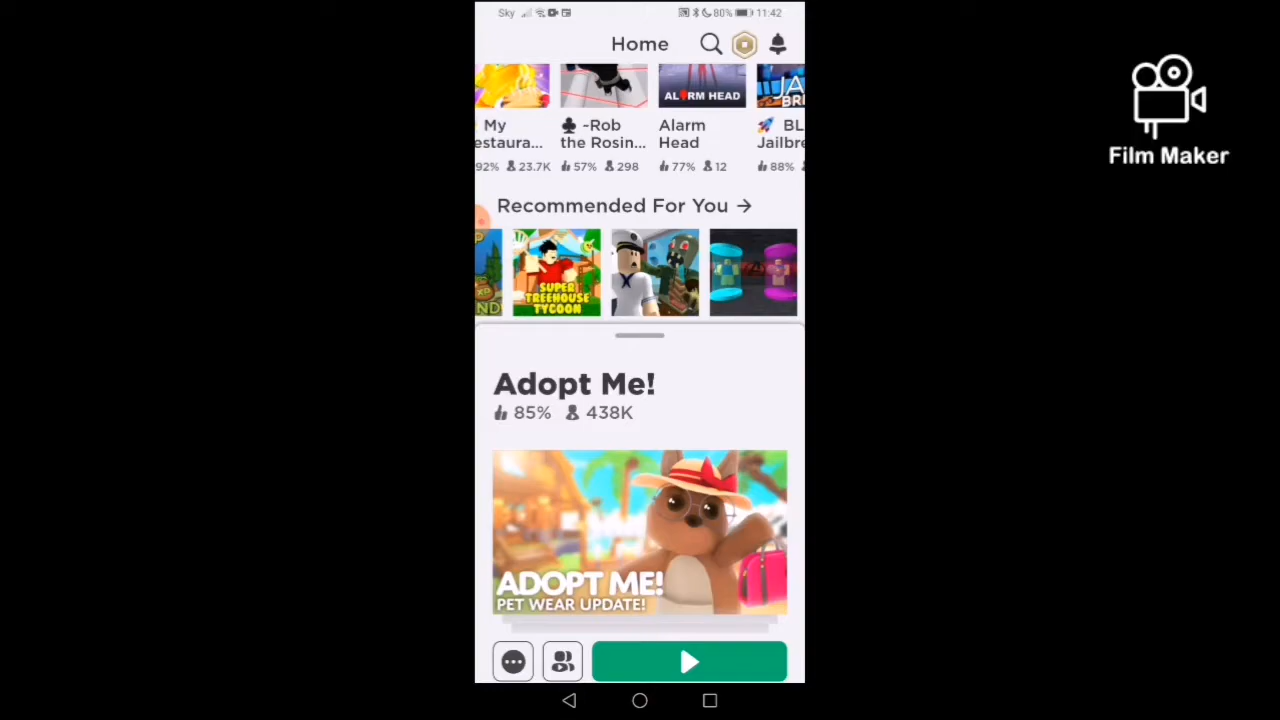 Sky 80% 11:42
Home
Film Maker
ALARM HEAD
My
estaura...
92% 23.7K
-Rob
the Rosin...
57% 298
Alarm
Head
77% 12
BL
Jailbre
88%
Recommended For You →
SUPER
TREEHOUSE
TYCOON
Adopt Me!
85% 438K
ADOPT ME!
PET WEAR UPDATE!